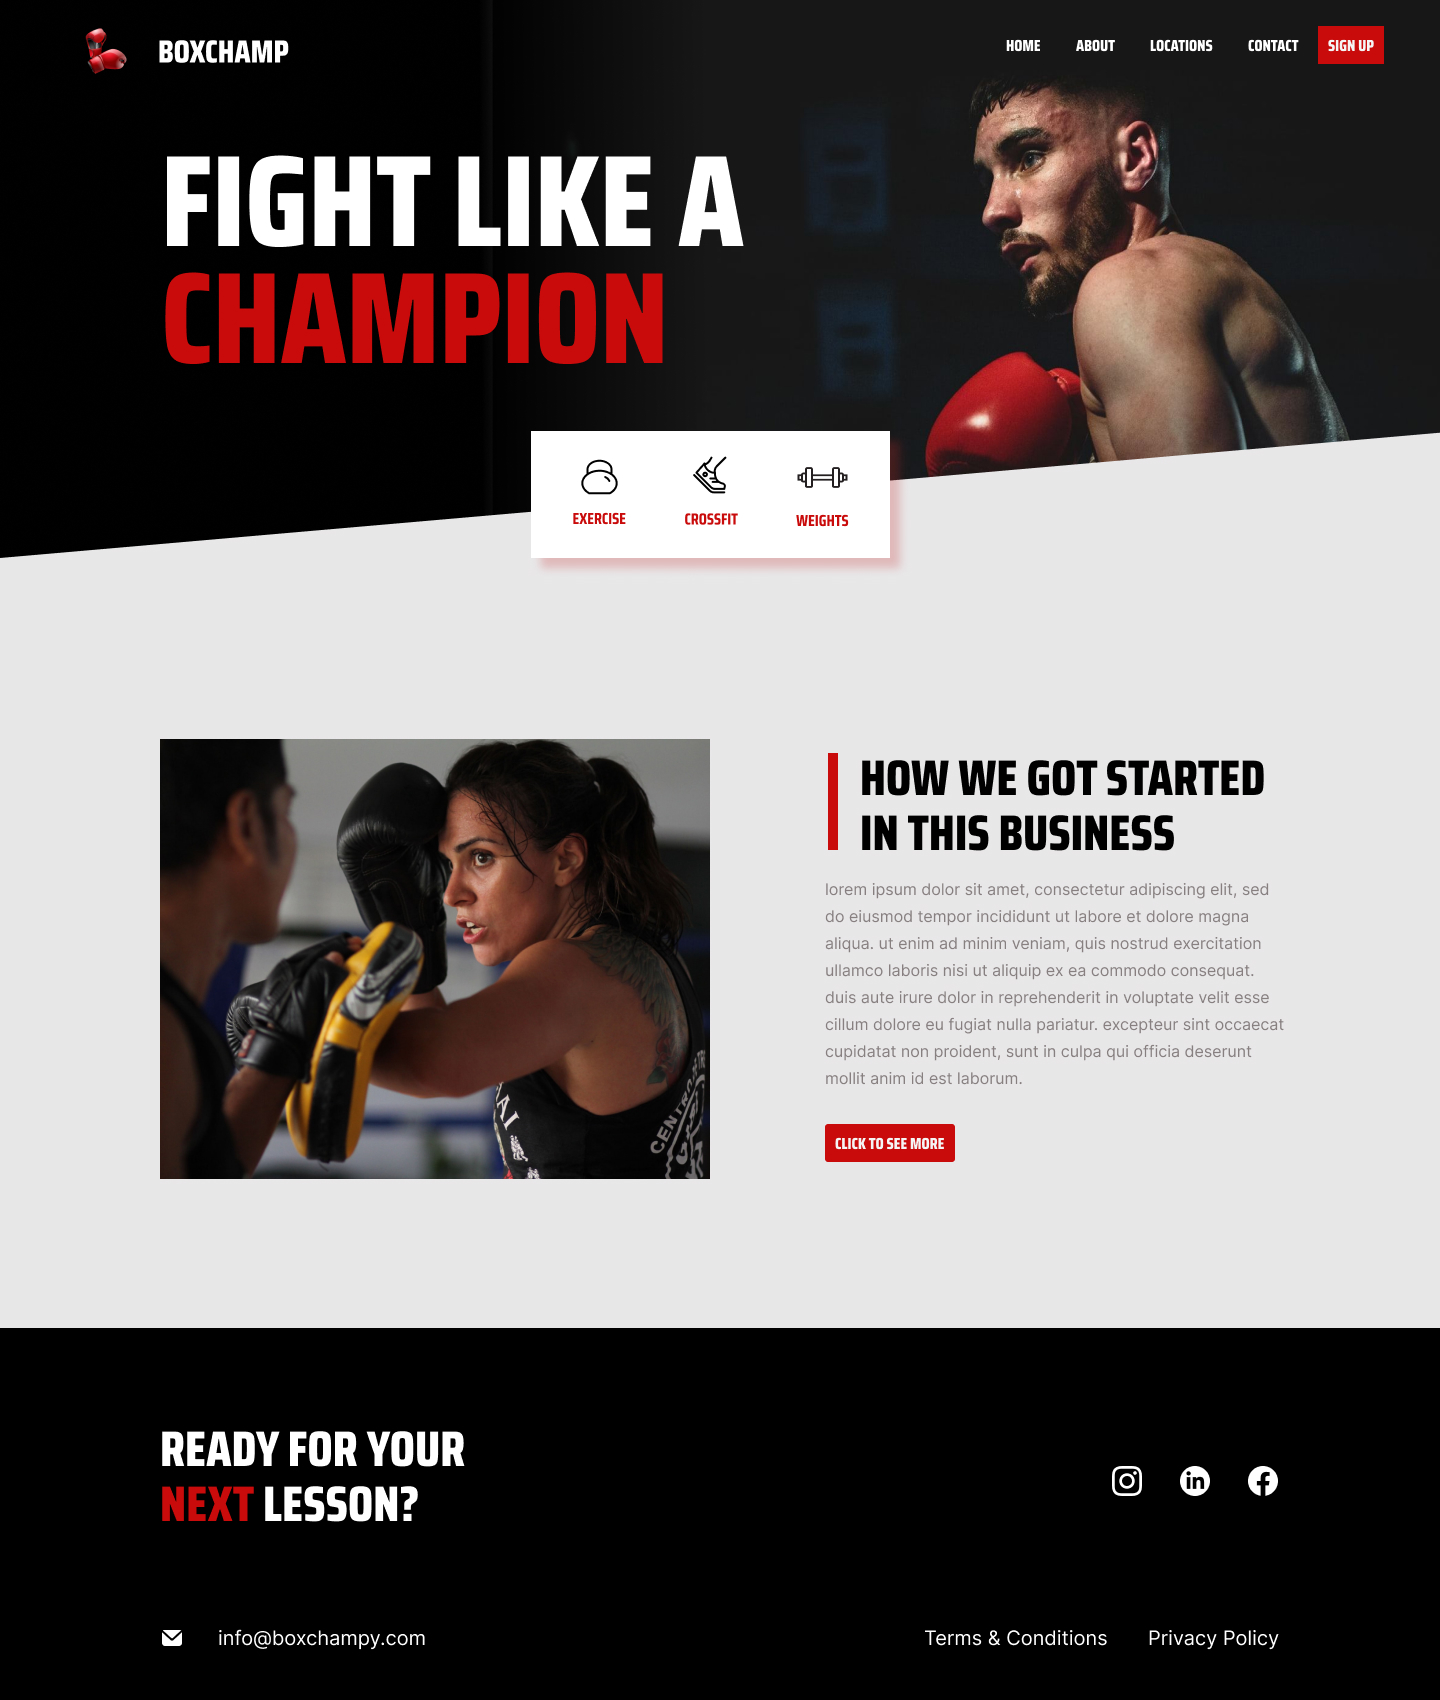 BOXCHAMP
HOME ABOUT LOCATIONS CONTACT SIGN UP
FIGHT LIKE A
CHAMPION
EXERCISE CROSSFIT WEIGHTS
HOW WE GOT STARTED
IN THIS BUSINESS
lorem ipsum dolor sit amet, consectetur adipiscing elit, sed
do eiusmod tempor incididunt ut labore et dolore magna
aliqua. ut enim ad minim veniam, quis nostrud exercitation
ullamco laboris nisi ut aliquip ex ea commodo consequat.
duis aute irure dolor in reprehenderit in voluptate velit esse
cillum dolore eu fugiat nulla pariatur. excepteur sint occaecat
cupidatat non proident, sunt in culpa qui officia deserunt
mollit anim id est laborum.
CLICK TO SEE MORE
READY FOR YOUR
NEXT LESSON?
info@boxchampy.com
Terms & Conditions Privacy Policy